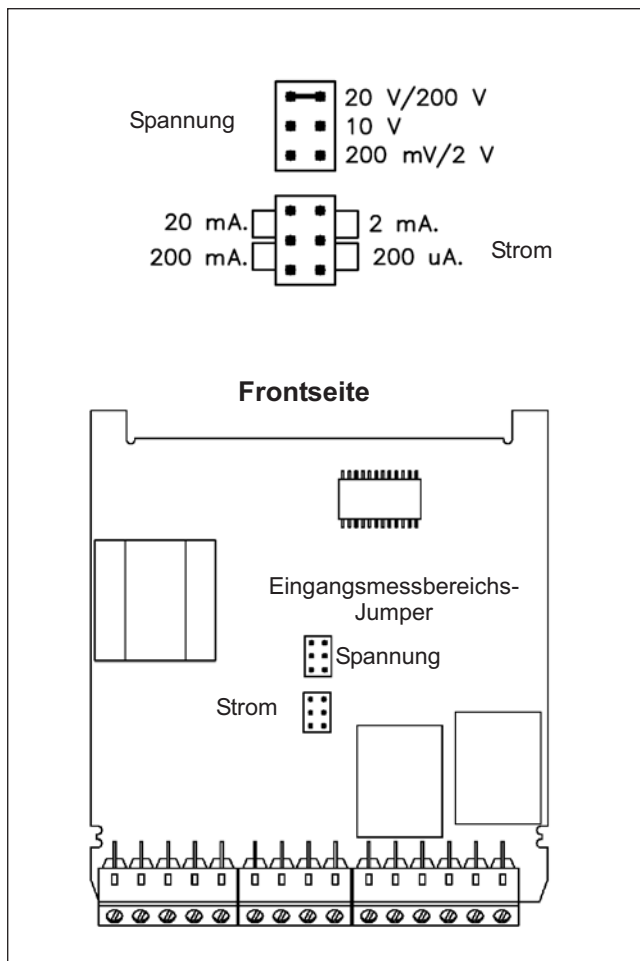 Spannung
20 V/200 V
10 V
200 mV/2 V
20 mA.
2 mA.
200 mA.
200 uA.
Strom
Frontseite
Eingangsmessbereichs-
Jumper
Spannung
Strom